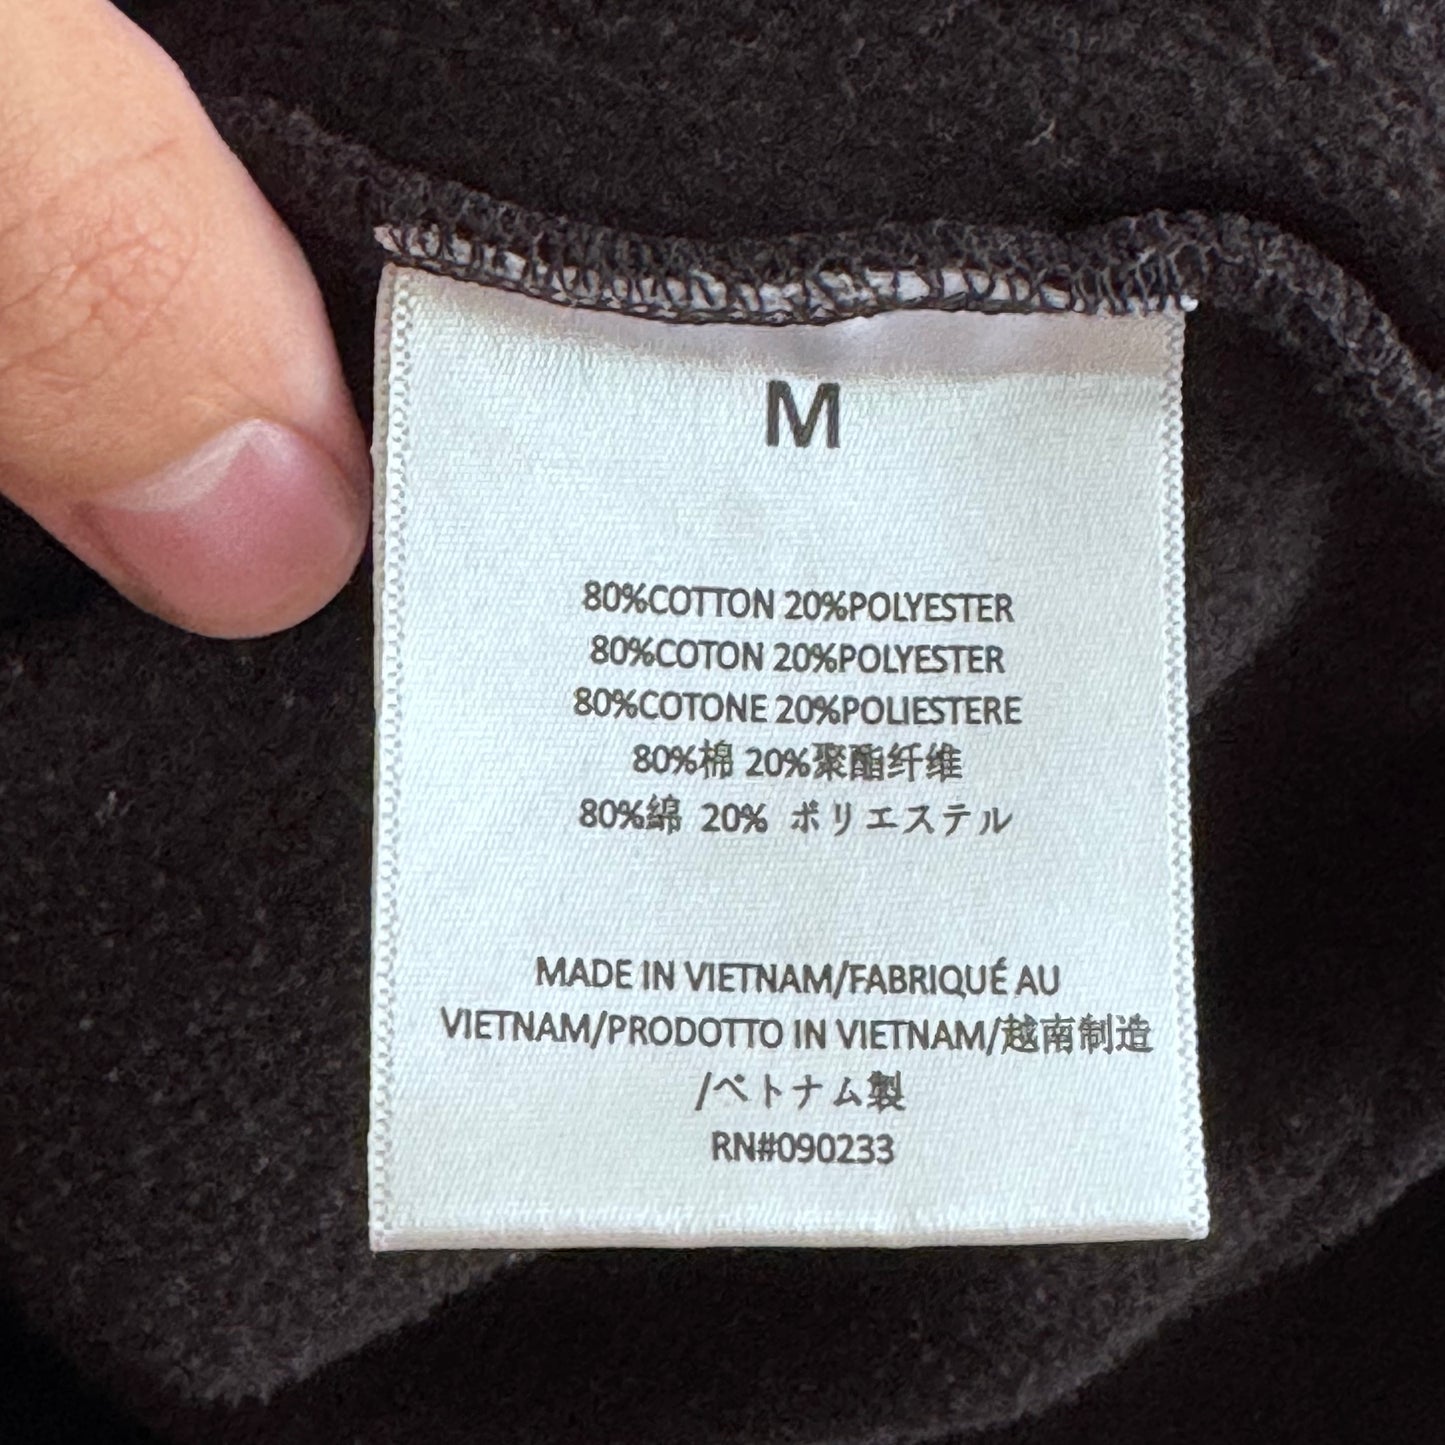 M
80%COTTON 20%POLYESTER
80%COTON 20%POLYESTER
80%COTONE 20%POLIESTERE
80%棉 20%聚酯纤维
80%綿 20% ポリエステル
MADE IN VIETNAM/FABRIQUÉ AU
VIETNAM/PRODOTTO IN VIETNAM/越南制造
/ベトナム製
RN#090233